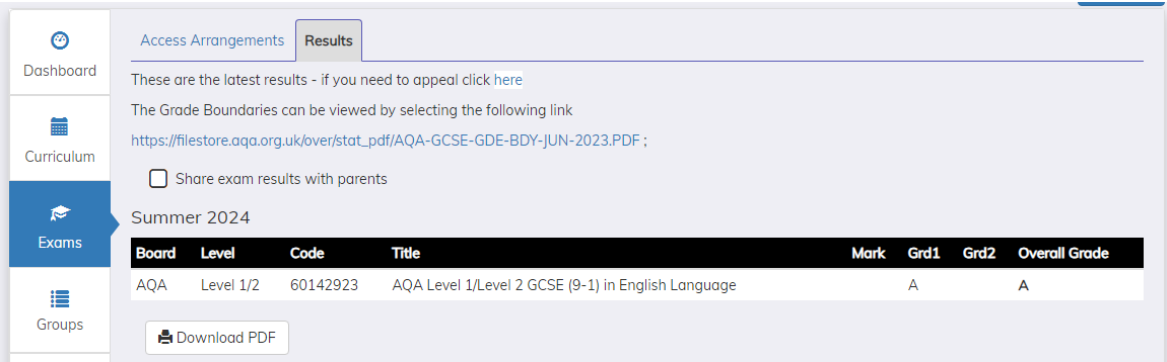 Dashboard
Curriculum
Exams
Groups
Access Arrangements Results
These are the latest results - if you need to appeal click here
The Grade Boundaries can be viewed by selecting the following link
https://filestore.aqa.org.uk/over/stat_pdf/AQA-GCSE-GDE-BDY-JUN-2023.PDF ;
Share exam results with parents
Summer 2024
Board Level Code Title Mark Grd1 Grd2 Overall Grade
AQA Level 1/2 60142923 AQA Level 1/Level 2 GCSE (9-1) in English Language A A
Download PDF